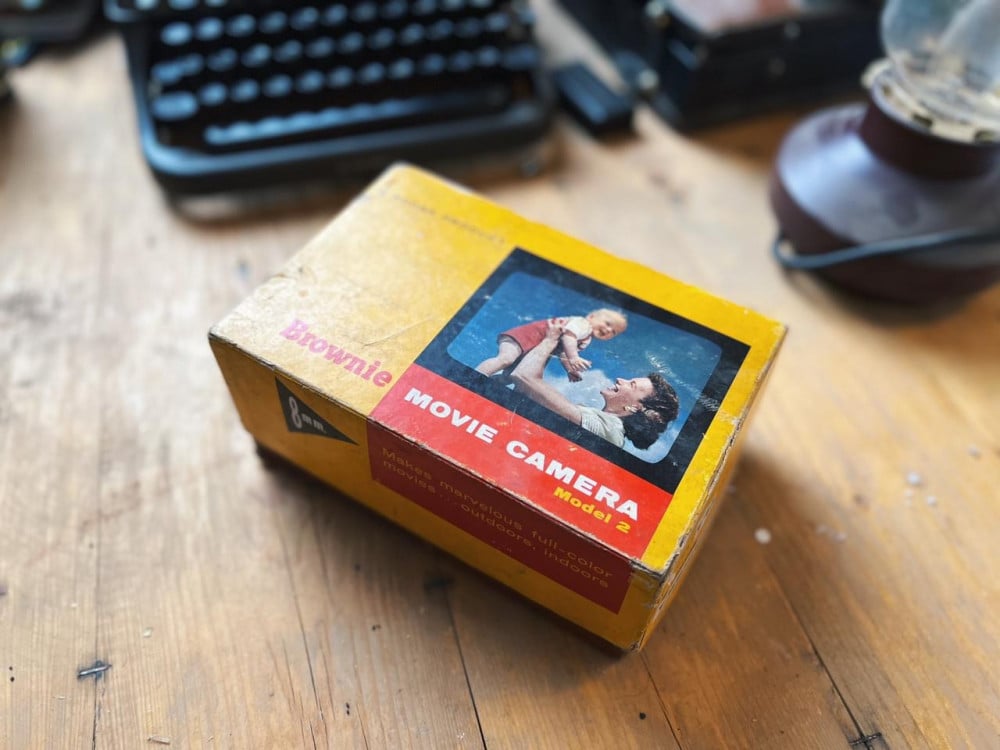 Brownie
MOVIE CAMERA
Model 2
8mm.
Makes marvelous full-color
movies...outdoors, indoors